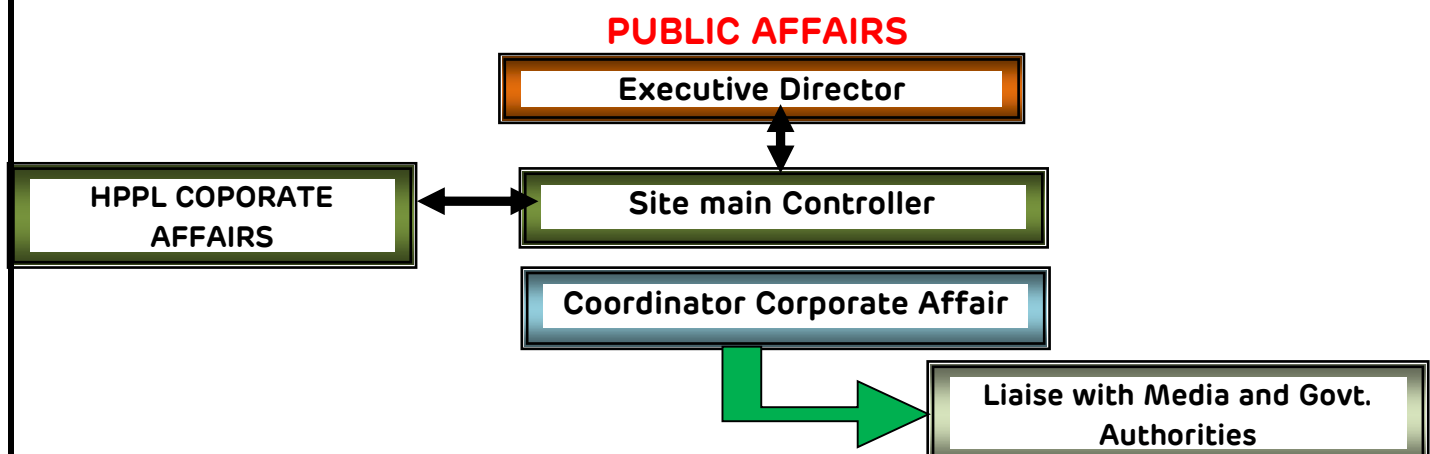 PUBLIC AFFAIRS
Executive Director
HPPL COPORATE
AFFAIRS
Site main Controller
Coordinator Corporate Affair
Liaise with Media and Govt.
Authorities